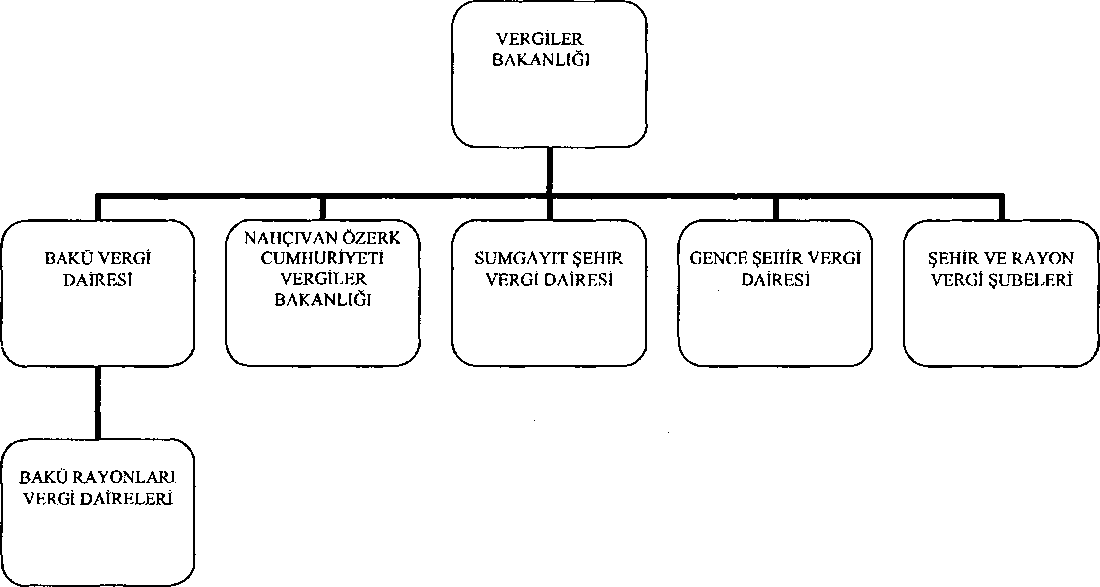 VERGİLER
BAKANLIĞI
BAKÜ VERGİ
DAİRESİ
NAHÇIVAN ÖZERK
CUMHURİYETİ
VERGİLER
BAKANLIĞI
SUMGAYIT ŞEHIR
VERGİ DAİRESİ
GENCE ŞEHİR VERGİ
DAİRESİ
ŞEHİR VE RAYON
VERGİ ŞUBELERİ
BAKÜ RAYONLARI
VERGİ DAİRELERİ